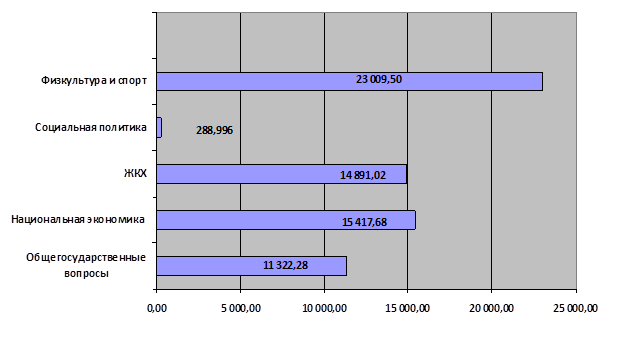 Физкультура и спорт
23 009,50
Социальная политика
288,996
ЖКХ
14 891,02
Национальная экономика
15 417,68
Общегосударственные
вопросы
11 322,28
0,00 5 000,00 10 000,00 15 000,00 20 000,00 25 000,00